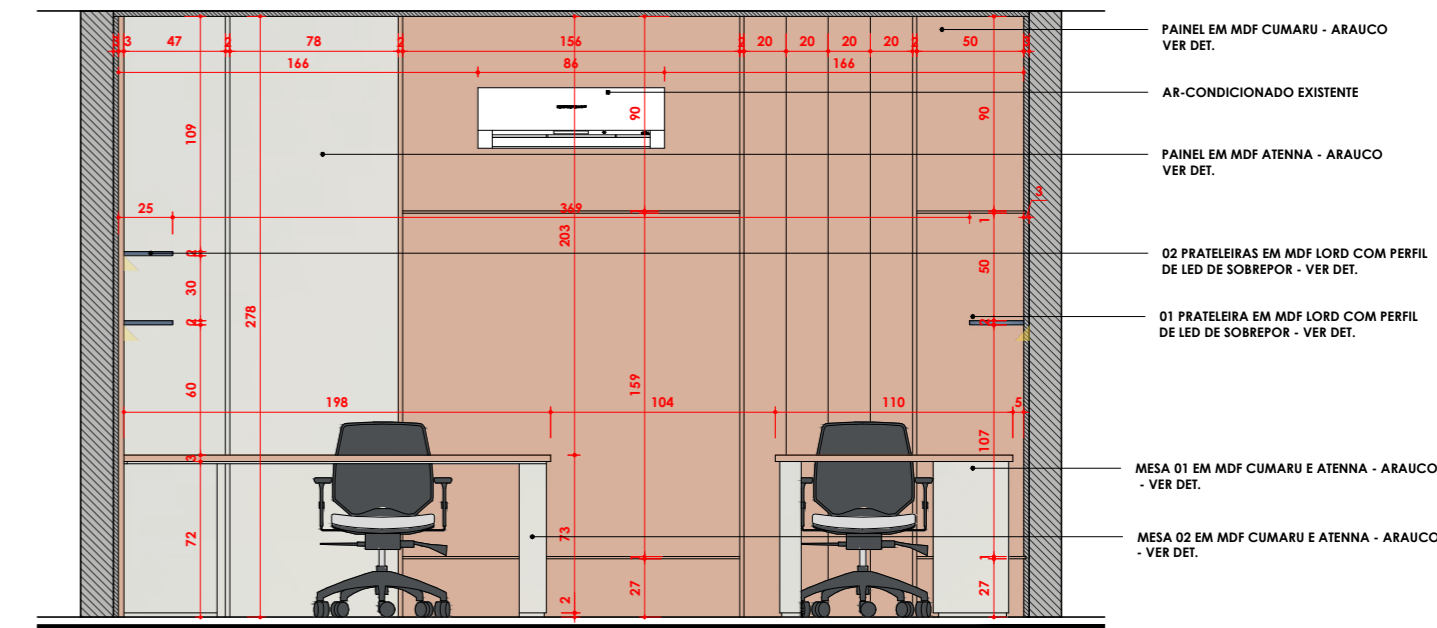 3 47 2 78 2 156 2 20 20 20 20 2 50
166 86 166
90 90
109
25 369 3
203 1
2
30 50
278
2 2
60 159
198 104 110 5
107
3
72 73
1 1
27 27
2
PAINEL EM MDF CUMARU - ARAUCO
VER DET.
AR-CONDICIONADO EXISTENTE
PAINEL EM MDF ATENNA - ARAUCO
VER DET.
02 PRATELEIRAS EM MDF LORD COM PERFIL
DE LED DE SOBREPOR - VER DET.
01 PRATELEIRA EM MDF LORD COM PERFIL
DE LED DE SOBREPOR - VER DET.
MESA 01 EM MDF CUMARU E ATENNA - ARAUCO
- VER DET.
MESA 02 EM MDF CUMARU E ATENNA - ARAUCO
- VER DET.